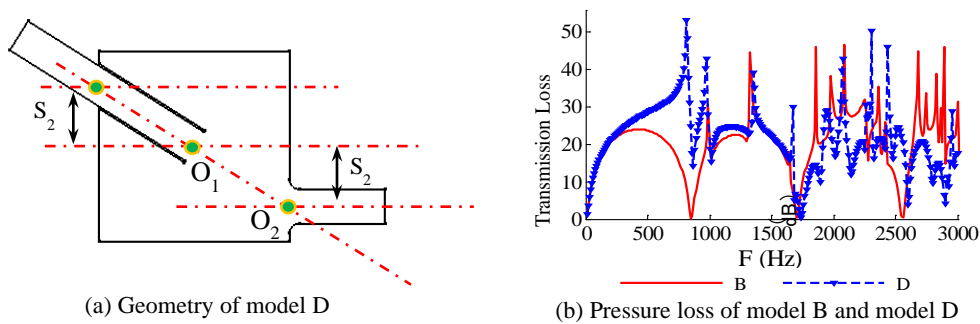 S2
S2
O1
O2
(a) Geometry of model D
Transmission Loss
(dB)
50
40
30
20
10
0
0 500 1000 1500 2000 2500 3000
F (Hz)
B D
(b) Pressure loss of model B and model D